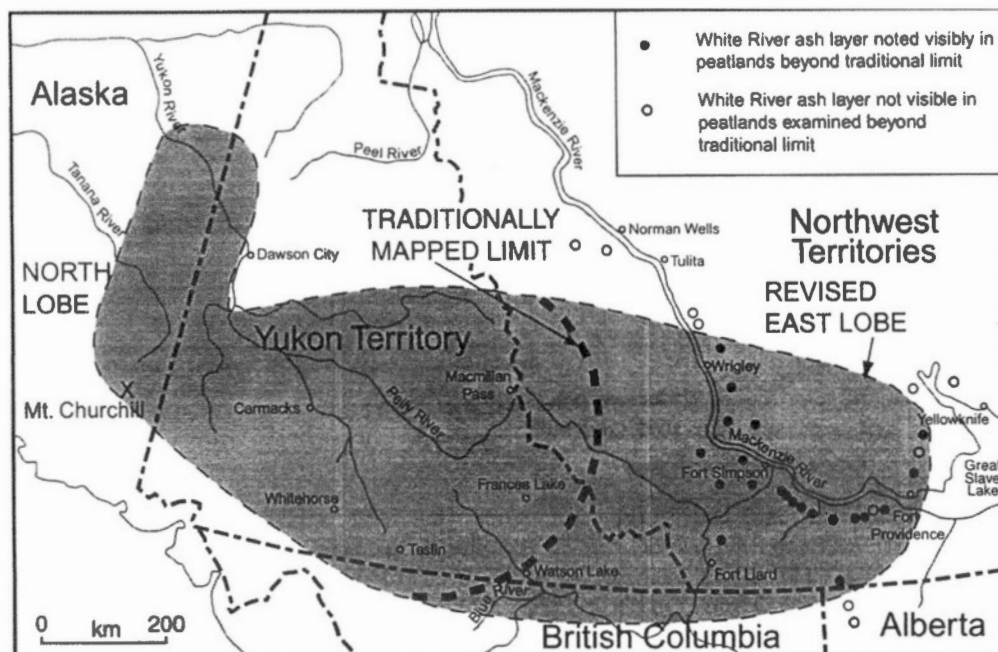 White River ash layer noted visibly in
peatlands beyond traditional limit
White River ash layer not visible in
peatlands examined beyond
traditional limit
Alaska
Yukon River
Tanana River
Peel River
Mackenzie River
TRADITIONALLY
MAPPED LIMIT
Norman Wells
Tulita
Northwest
Territories
Dawson City
NORTH
LOBE
REVISED
EAST LOBE
Yukon Territory
Wrigley
Macmillan
Pass
X
Mt. Churchill
Carmacks
Pelly River
Yellowknife
Mackenzie River
Fort Simpson
Great
Slave
Lake
Frances Lake
Whitehorse
Fort
Providence
Teslin
Watson Lake
Fort Liard
River
0 km 200
British Columbia
Alberta